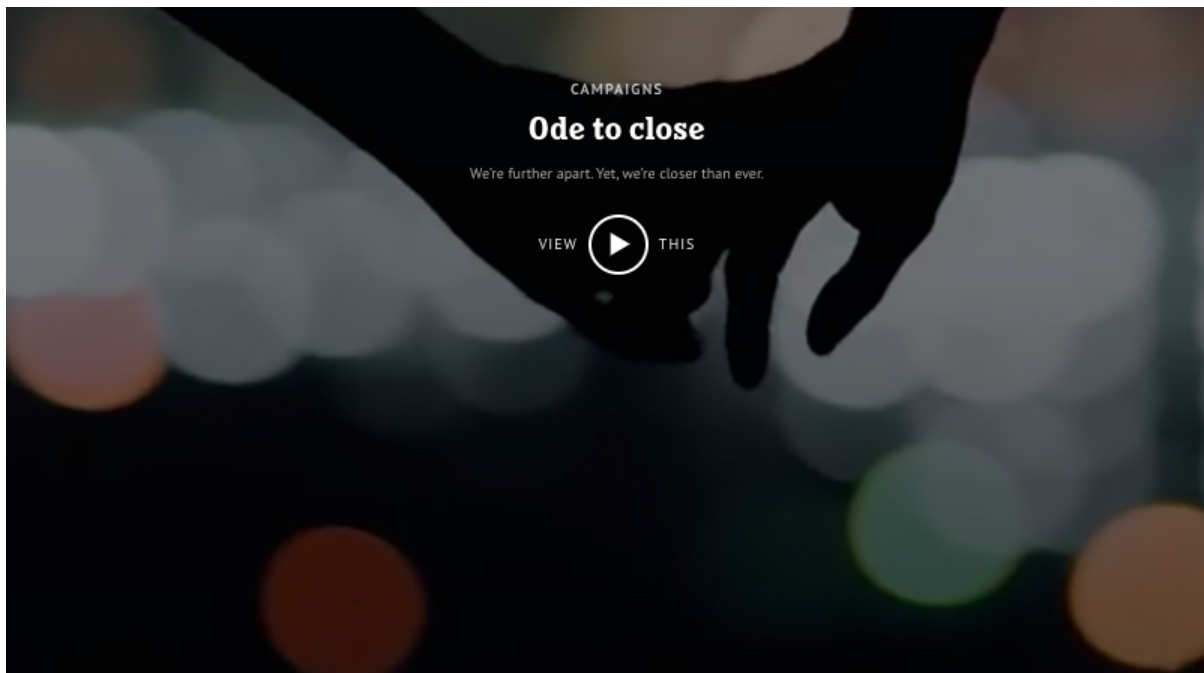 CAMPAIGNS
Ode to close
We're further apart. Yet, we're closer than ever.
VIEW THIS